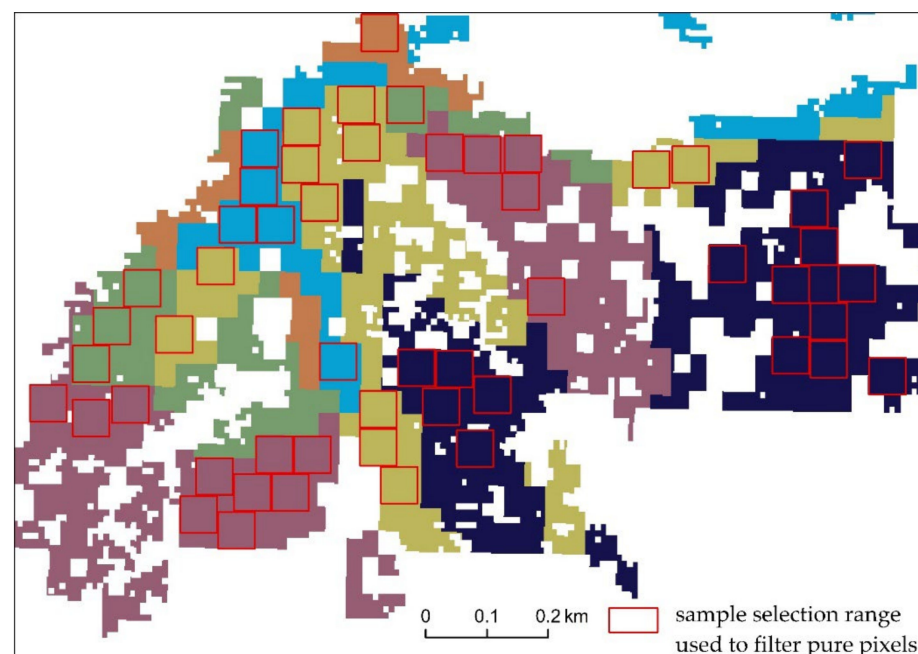 0 0.1 0.2 km
sample selection range
used to filter pure pixels